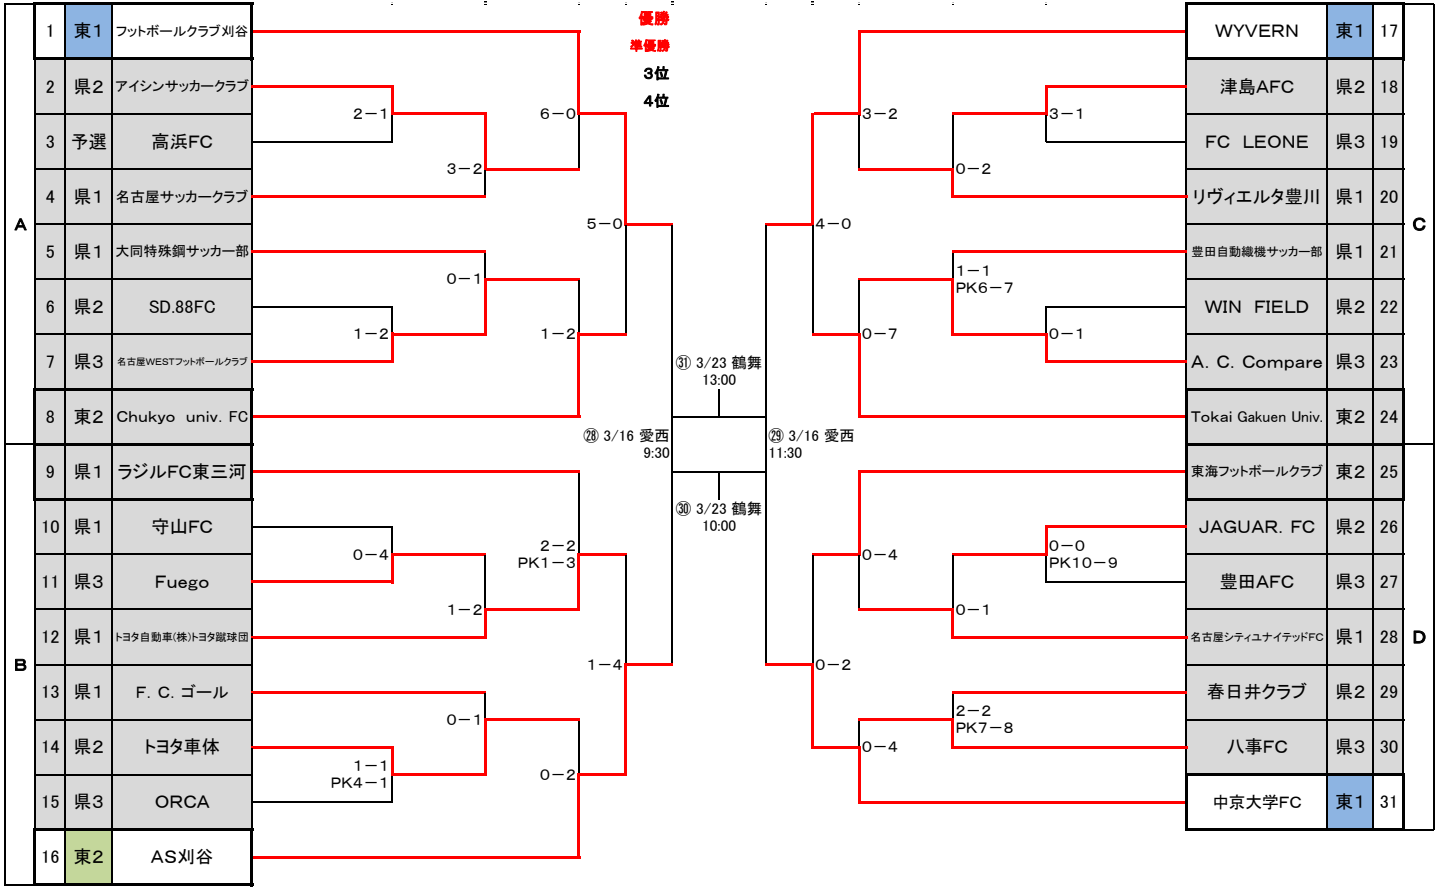 優勝
準優勝
3位
4位
A
1 東1 フットボールクラブ刈谷
2 県2 アイシンサッカークラブ
3 予選 高浜FC
4 県1 名古屋サッカークラブ
5 県1 大同特殊鋼サッカー部
6 県2 SD.88FC
7 県3 名古屋WESTフットボールクラブ
8 東2 Chukyo univ. FC
B
9 県1 ラジルFC東三河
10 県1 守山FC
11 県3 Fuego
12 県1 トヨタ自動車(株)トヨタ蹴球団
13 県1 F. C. ゴール
14 県2 トヨタ車体
15 県3 ORCA
16 東2 AS刈谷
2－1
3－2
6－0
0－1
1－2
1－2
5－0
0－4
1－2
2－2
PK1－3
0－1
1－1
PK4－1
0－2
1－4
㉛ 3/23 鶴舞
13:00
㉘ 3/16 愛西
9:30
㉙ 3/16 愛西
11:30
㉚ 3/23 鶴舞
10:00
3－2
3－1
0－2
4－0
1－1
PK6－7
0－1
0－7
0－4
0－0
PK10－9
0－1
0－2
2－2
PK7－8
0－4
C
WYVERN 東1 17
津島AFC 県2 18
FC LEONE 県3 19
リヴィエルタ豊川 県1 20
豊田自動織機サッカー部 県1 21
WIN FIELD 県2 22
A. C. Compare 県3 23
Tokai Gakuen Univ. 東2 24
D
東海フットボールクラブ 東2 25
JAGUAR. FC 県2 26
豊田AFC 県3 27
名古屋シティユナイテッドFC 県1 28
春日井クラブ 県2 29
八事FC 県3 30
中京大学FC 東1 31